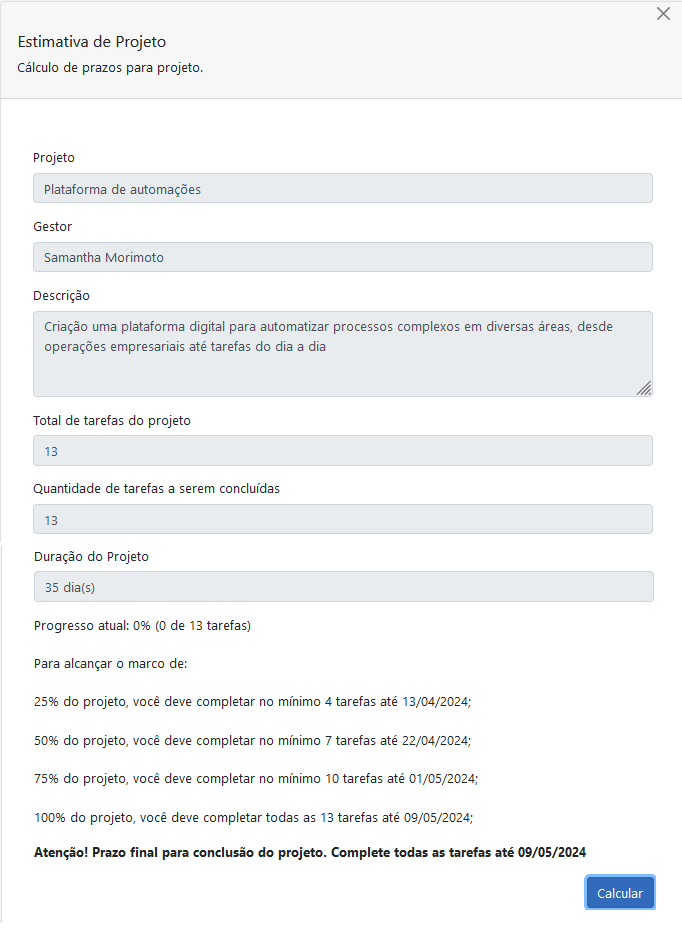 Estimativa de Projeto
Cálculo de prazos para projeto.
Projeto
Plataforma de automações
Gestor
Samantha Morimoto
Descrição
Criação uma plataforma digital para automatizar processos complexos em diversas áreas, desde
operações empresariais até tarefas do dia a dia
Total de tarefas do projeto
13
Quantidade de tarefas a serem concluídas
13
Duração do Projeto
35 dia(s)
Progresso atual: 0% (0 de 13 tarefas)
Para alcançar o marco de:
25% do projeto, você deve completar no mínimo 4 tarefas até 13/04/2024;
50% do projeto, você deve completar no mínimo 7 tarefas até 22/04/2024;
75% do projeto, você deve completar no mínimo 10 tarefas até 01/05/2024;
100% do projeto, você deve completar todas as 13 tarefas até 09/05/2024;
Atenção! Prazo final para conclusão do projeto. Complete todas as tarefas até 09/05/2024
Calcular